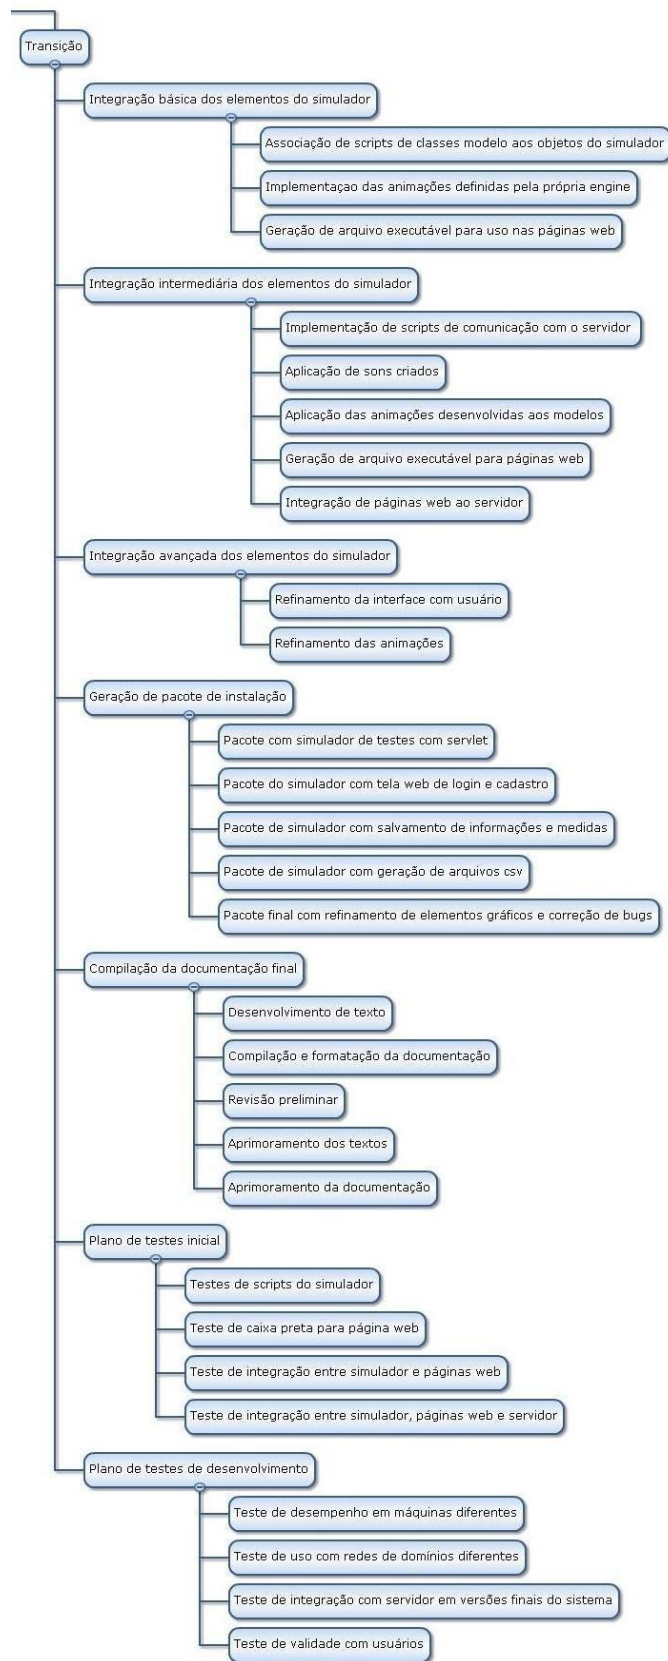 Transição
Integração básica dos elementos do simulador
Associação de scripts de classes modelo aos objetos do simulador
Implementaçao das animações definidas pela própria engine
Geração de arquivo executável para uso nas páginas web
Integração intermediária dos elementos do simulador
Implementação de scripts de comunicação com o servidor
Aplicação de sons criados
Aplicação das animações desenvolvidas aos modelos
Geração de arquivo executável para páginas web
Integração de páginas web ao servidor
Integração avançada dos elementos do simulador
Refinamento da interface com usuário
Refinamento das animações
Geração de pacote de instalação
Pacote com simulador de testes com servlet
Pacote do simulador com tela web de login e cadastro
Pacote de simulador com salvamento de informações e medidas
Pacote de simulador com geração de arquivos csv
Pacote final com refinamento de elementos gráficos e correção de bugs
Compilação da documentação final
Desenvolvimento de texto
Compilação e formatação da documentação
Revisão preliminar
Aprimoramento dos textos
Aprimoramento da documentação
Plano de testes inicial
Testes de scripts do simulador
Teste de caixa preta para página web
Teste de integração entre simulador e páginas web
Teste de integração entre simulador, páginas web e servidor
Plano de testes de desenvolvimento
Teste de desempenho em máquinas diferentes
Teste de uso com redes de domínios diferentes
Teste de integração com servidor em versões finais do sistema
Teste de validade com usuários